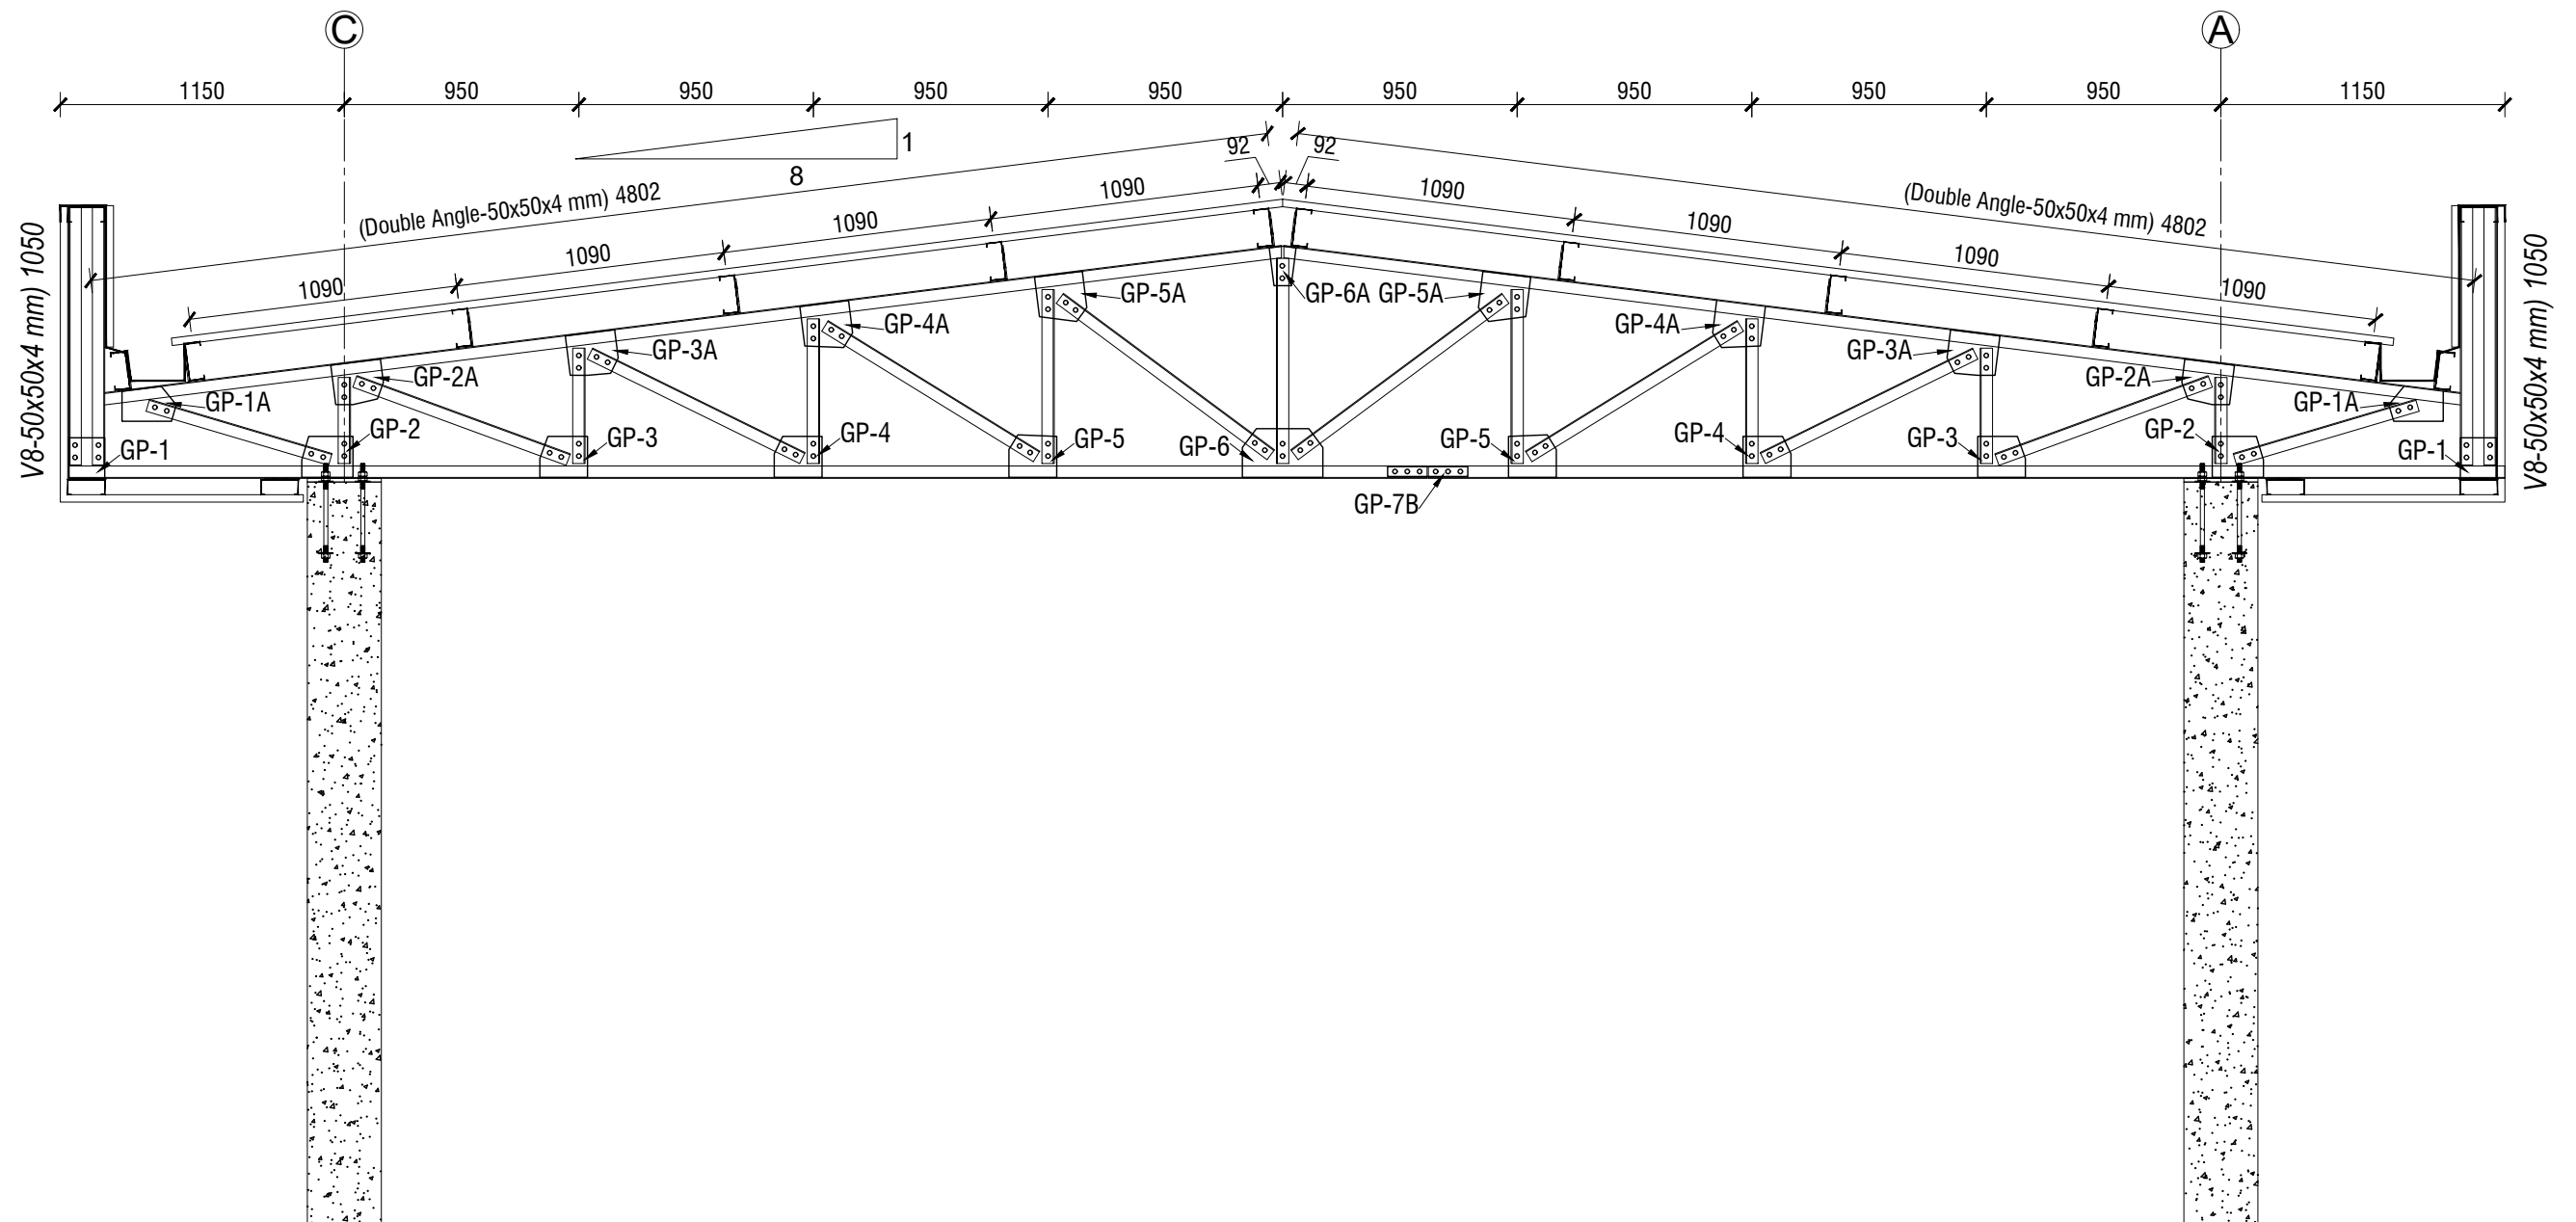 C
A
1150
950
950
950
950
950
950
950
950
1150
1
8
92
92
(Double Angle-50x50x4 mm) 4802
(Double Angle-50x50x4 mm) 4802
1090
1090
1090
1090
1090
1090
1090
1090
V8-50x50x4 mm) 1050
V8-50x50x4 mm) 1050
GP-5A
GP-6A
GP-5A
GP-4A
GP-4A
GP-3A
GP-3A
GP-2A
GP-2A
GP-1A
GP-1A
GP-1
GP-2
GP-3
GP-4
GP-5
GP-6
GP-5
GP-4
GP-3
GP-2
GP-1
GP-7B